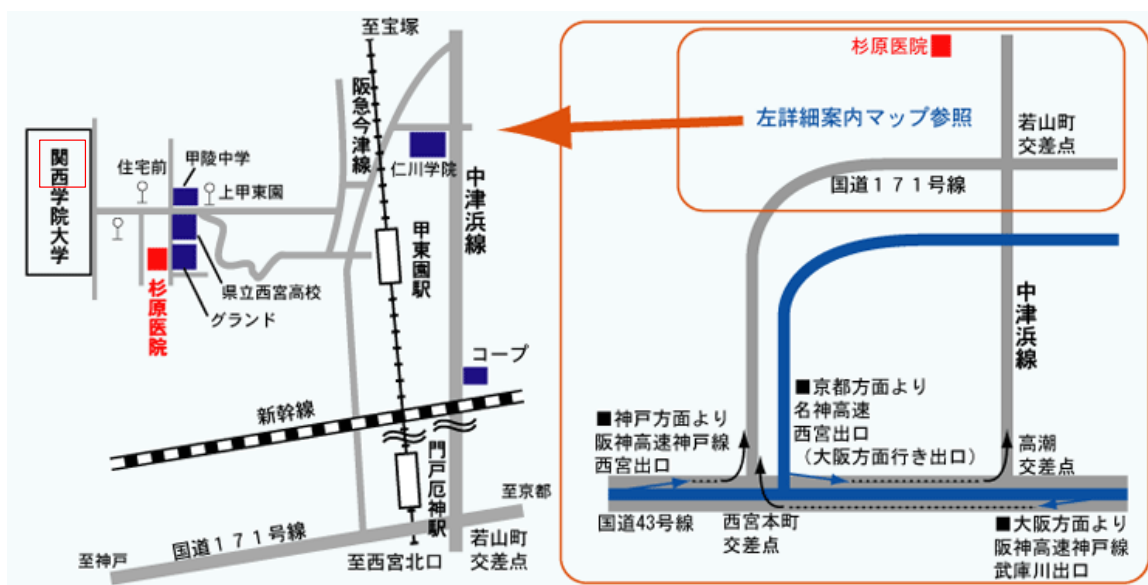 至宝塚
阪急今津線
関西学院大学
住宅前
甲陵中学
上甲東園
仁川学院
中津浜線
甲東園駅
県立西宮高校
グランド
杉原医院
コープ
新幹線
門戸厄神駅
至京都
国道171号線
至神戸
至西宮北口
若山町
交差点
杉原医院
左詳細案内マップ参照
若山町
交差点
国道171号線
中津浜線
■京都方面より
名神高速
西宮出口
（大阪方面行き出口）
■神戸方面より
阪神高速神戸線
西宮出口
高潮
交差点
国道43号線
西宮本町
交差点
■大阪方面より
阪神高速神戸線
武庫川出口